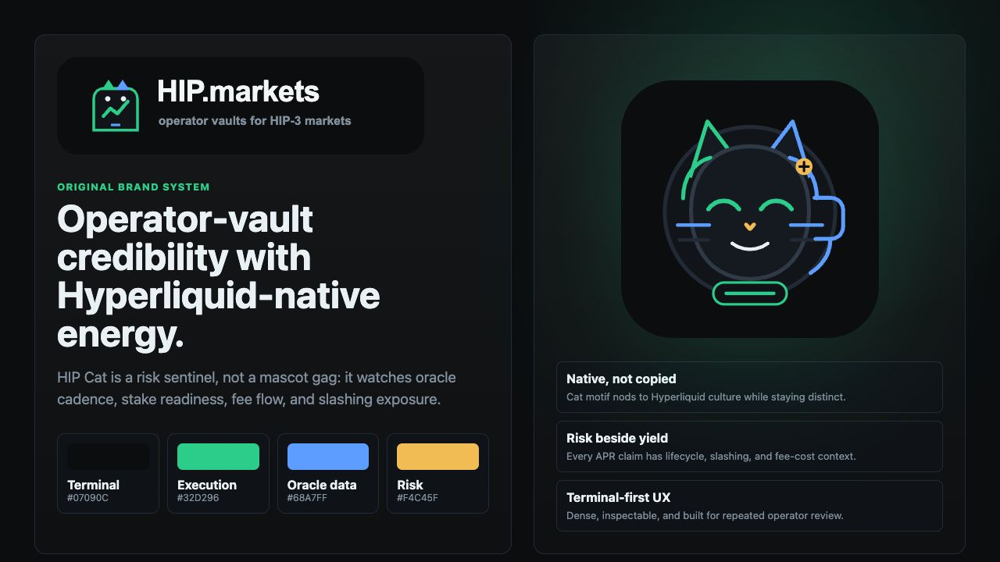 HIP.markets
operator vaults for HIP-3 markets
ORIGINAL BRAND SYSTEM
Operator-vault
credibility with
Hyperliquid-native
energy.
HIP Cat is a risk sentinel, not a mascot gag: it watches oracle
cadence, stake readiness, fee flow, and slashing exposure.
Terminal
#07090C
Execution
#32D296
Oracle data
#68A7FF
Risk
#F4C45F
Native, not copied
Cat motif nods to Hyperliquid culture while staying distinct.
Risk beside yield
Every APR claim has lifecycle, slashing, and fee-cost context.
Terminal-first UX
Dense, inspectable, and built for repeated operator review.